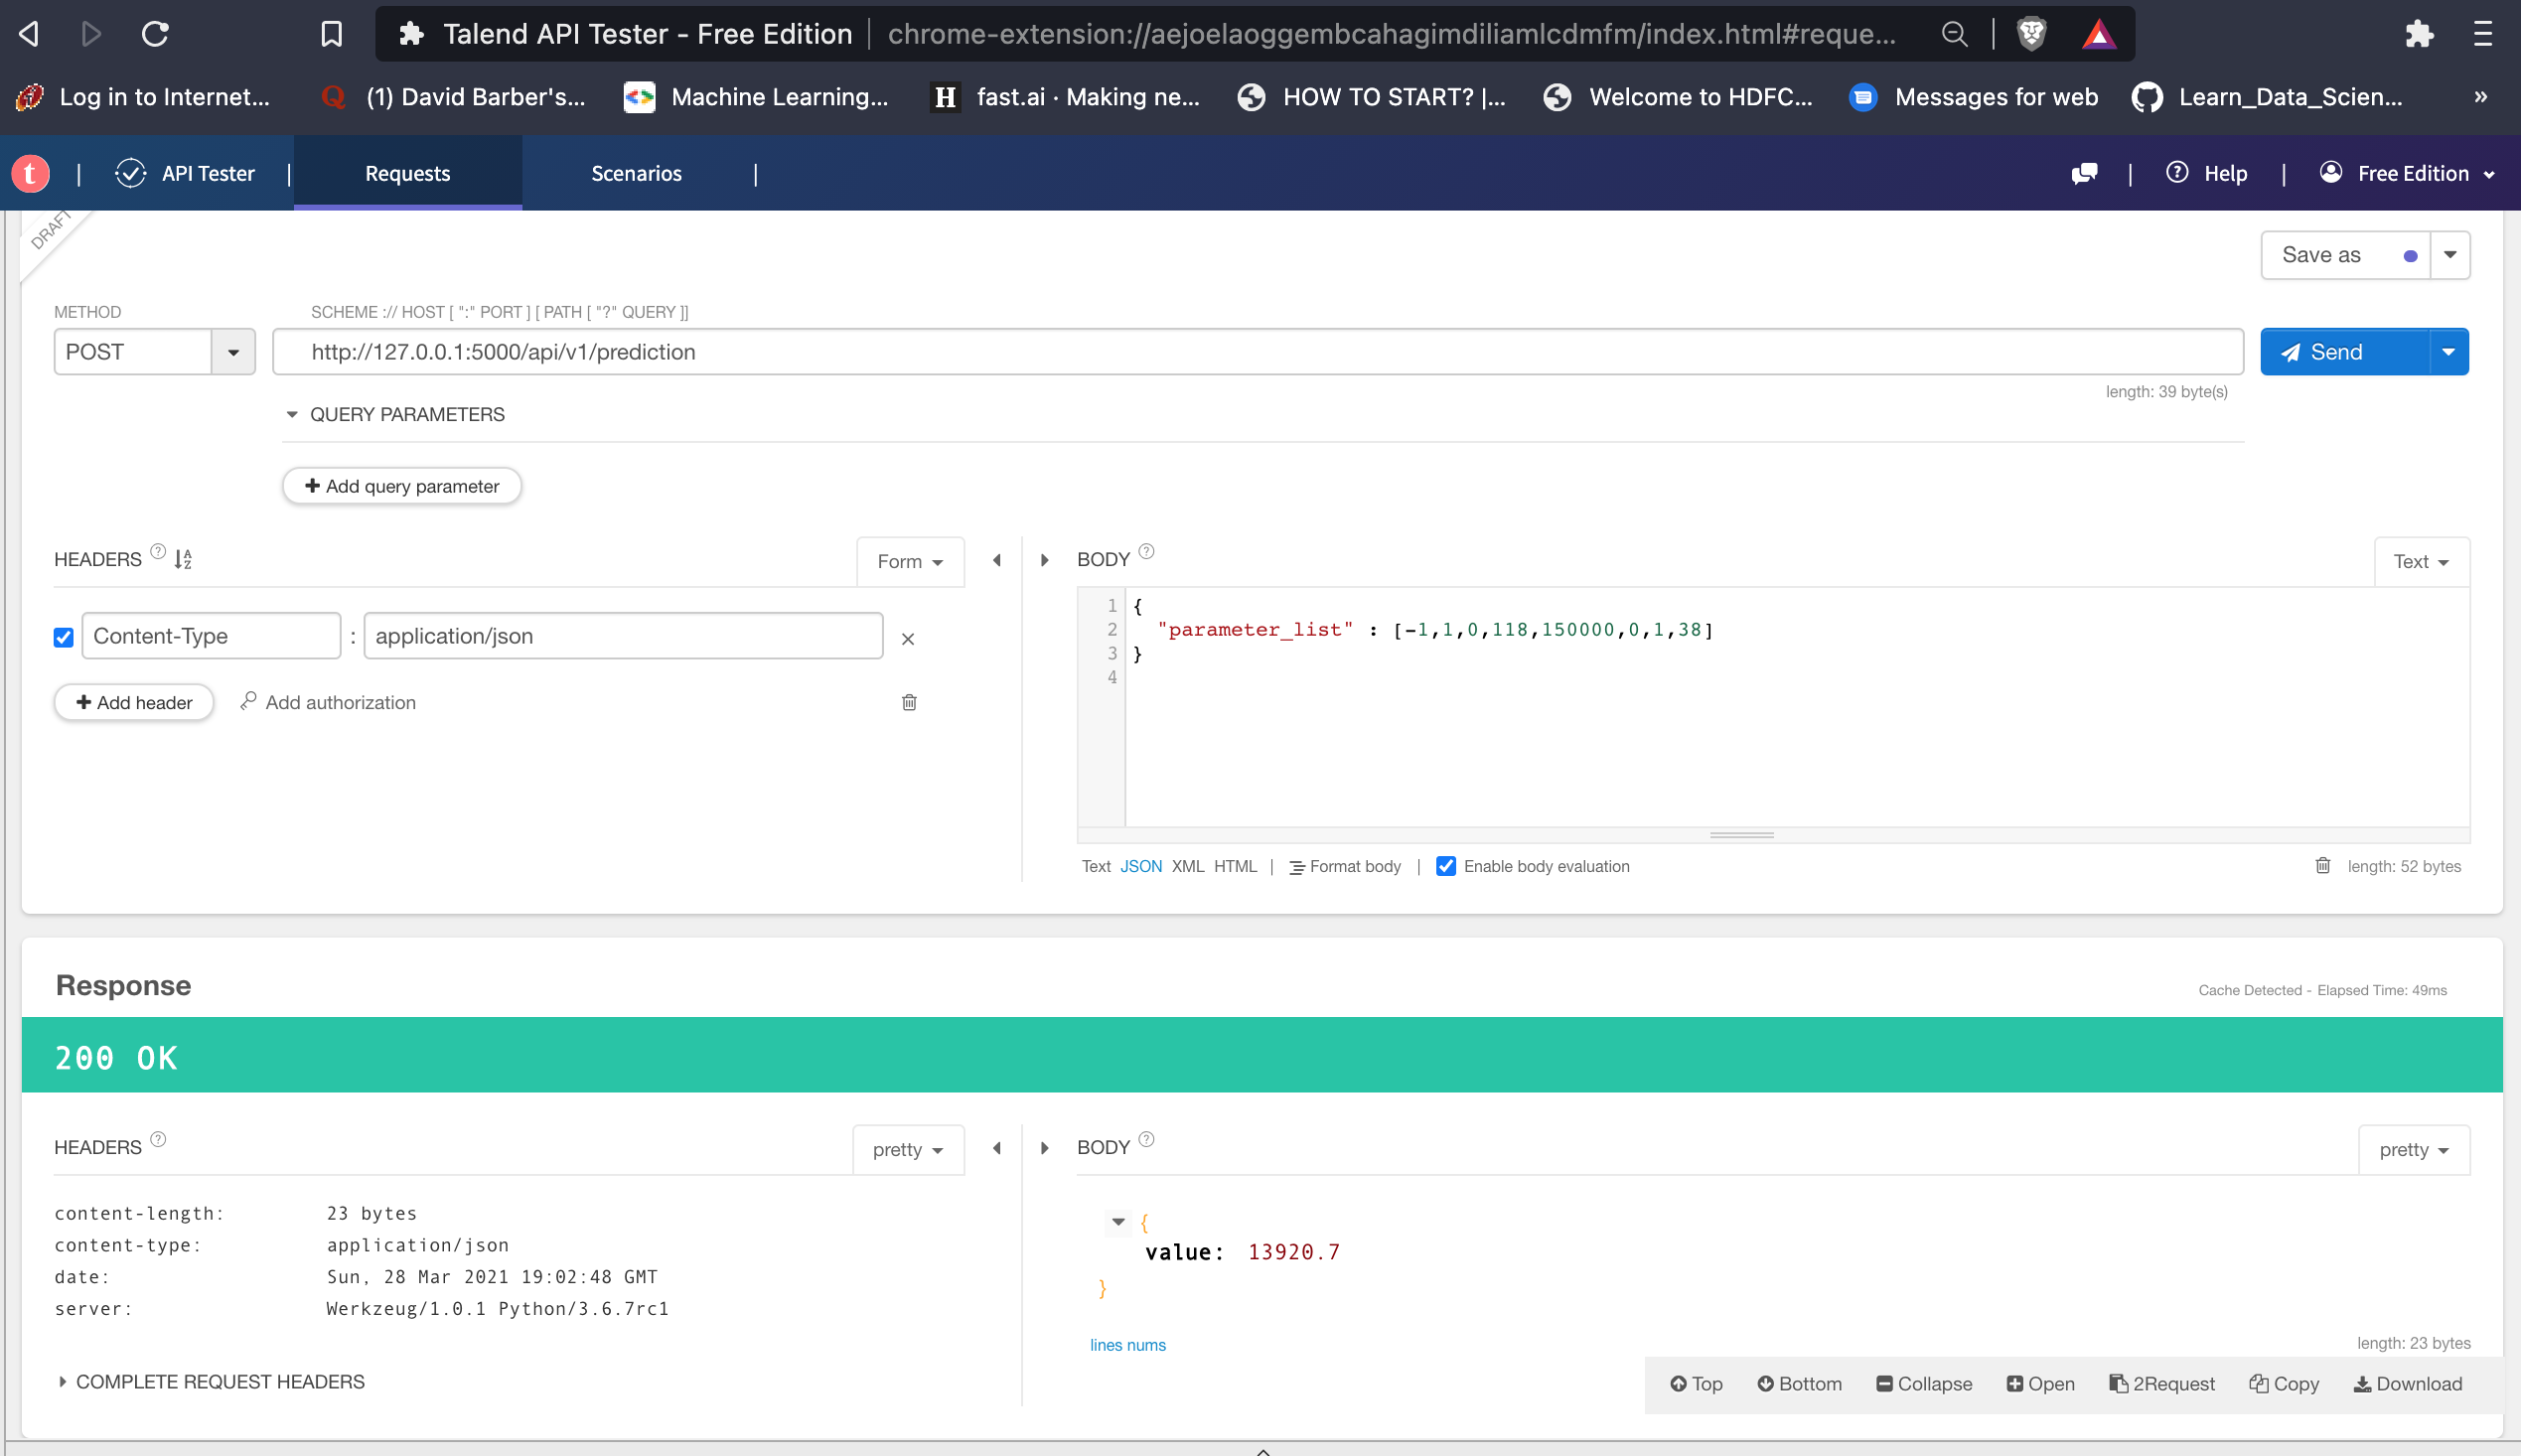 Talend API Tester - Free Edition | chrome-extension://aejoelaoggembcahagimdiliamlcdmfm/index.html#reque...
Log in to Internet... (1) David Barber's... Machine Learning... H fast.ai · Making ne... HOW TO START? |... Welcome to HDFC... Messages for web Learn_Data_Scien... »
t | API Tester | Requests Scenarios | | Help | Free Edition
DRAFT
Save as
METHOD SCHEME :// HOST [ ":" PORT ] [ PATH [ "?" QUERY ]]
POST http://127.0.0.1:5000/api/v1/prediction Send
length: 39 byte(s)
QUERY PARAMETERS
+ Add query parameter
HEADERS ? Form BODY ? Text
Content-Type : application/json ×
+ Add header Add authorization
1 {
2 "parameter_list" : [-1,1,0,118,150000,0,1,38]
3 }
4
Text JSON XML HTML | Format body | Enable body evaluation length: 52 bytes
Response Cache Detected - Elapsed Time: 49ms
200 OK
HEADERS ? pretty BODY ? pretty
content-length: 23 bytes
content-type: application/json
date: Sun, 28 Mar 2021 19:02:48 GMT
server: Werkzeug/1.0.1 Python/3.6.7rc1
{
value: 13920.7
}
lines nums length: 23 bytes
COMPLETE REQUEST HEADERS
Top Bottom Collapse Open 2Request Copy Download